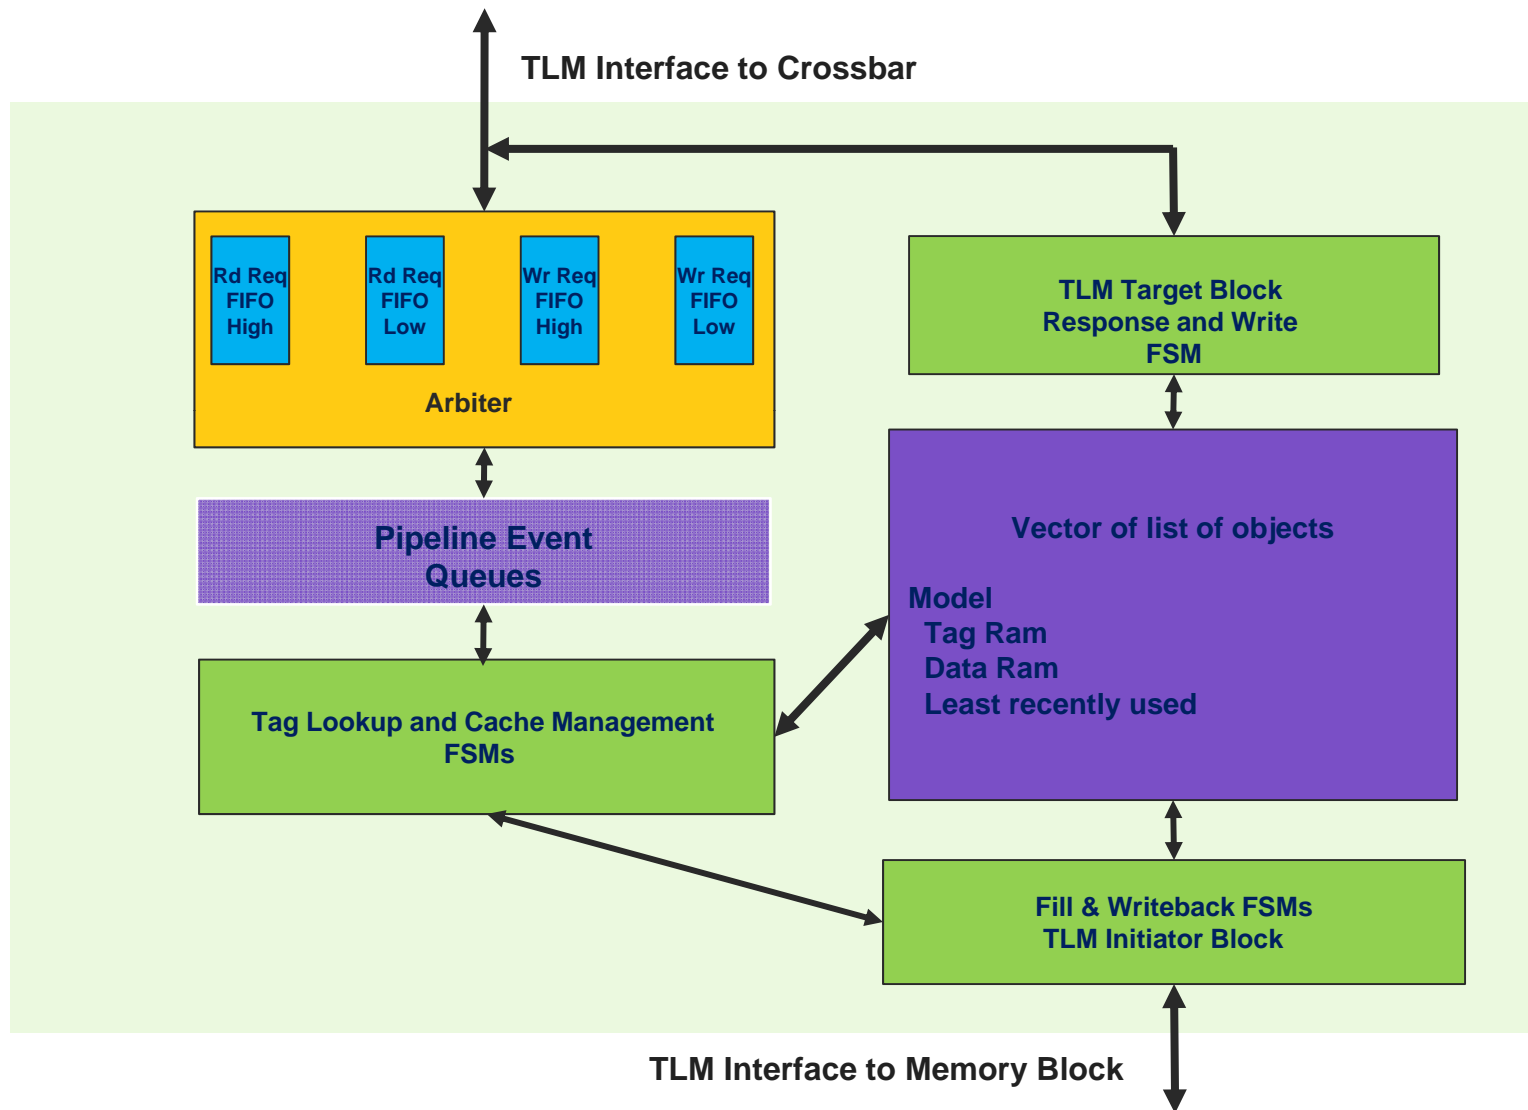 TLM Interface to Crossbar
Rd Req
FIFO
High
Rd Req
FIFO
Low
Wr Req
FIFO
High
Wr Req
FIFO
Low
Arbiter
TLM Target Block
Response and Write
FSM
Pipeline Event
Queues
Vector of list of objects
Model
Tag Ram
Data Ram
Least recently used
Tag Lookup and Cache Management
FSMs
Fill & Writeback FSMs
TLM Initiator Block
TLM Interface to Memory Block